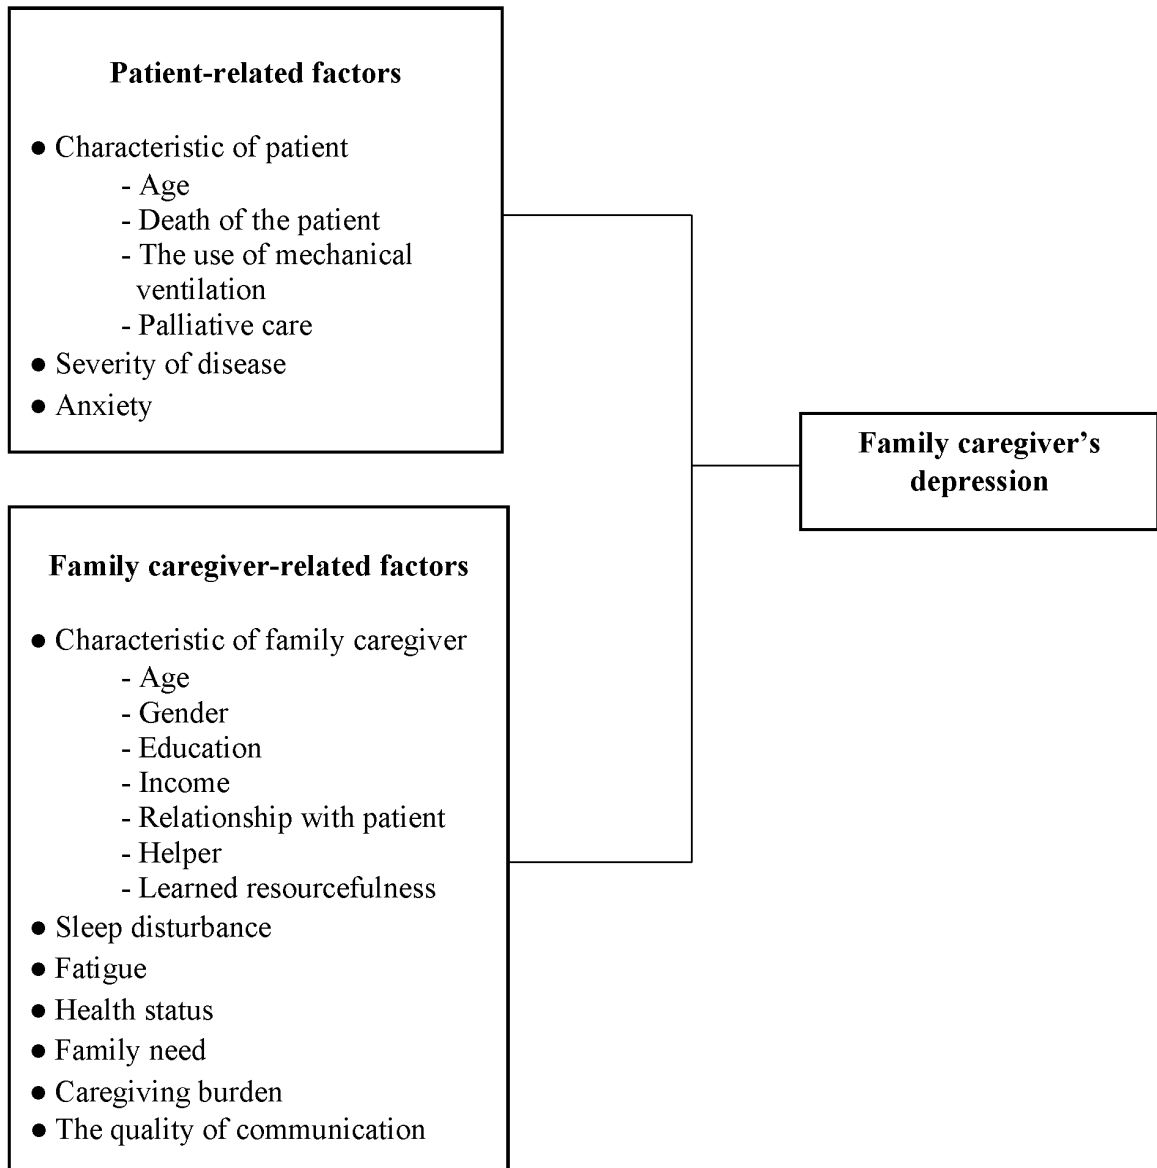 Patient-related factors
● Characteristic of patient
- Age
- Death of the patient
- The use of mechanical
ventilation
- Palliative care
● Severity of disease
● Anxiety
Family caregiver's
depression
Family caregiver-related factors
● Characteristic of family caregiver
- Age
- Gender
- Education
- Income
- Relationship with patient
- Helper
- Learned resourcefulness
● Sleep disturbance
● Fatigue
● Health status
● Family need
● Caregiving burden
● The quality of communication